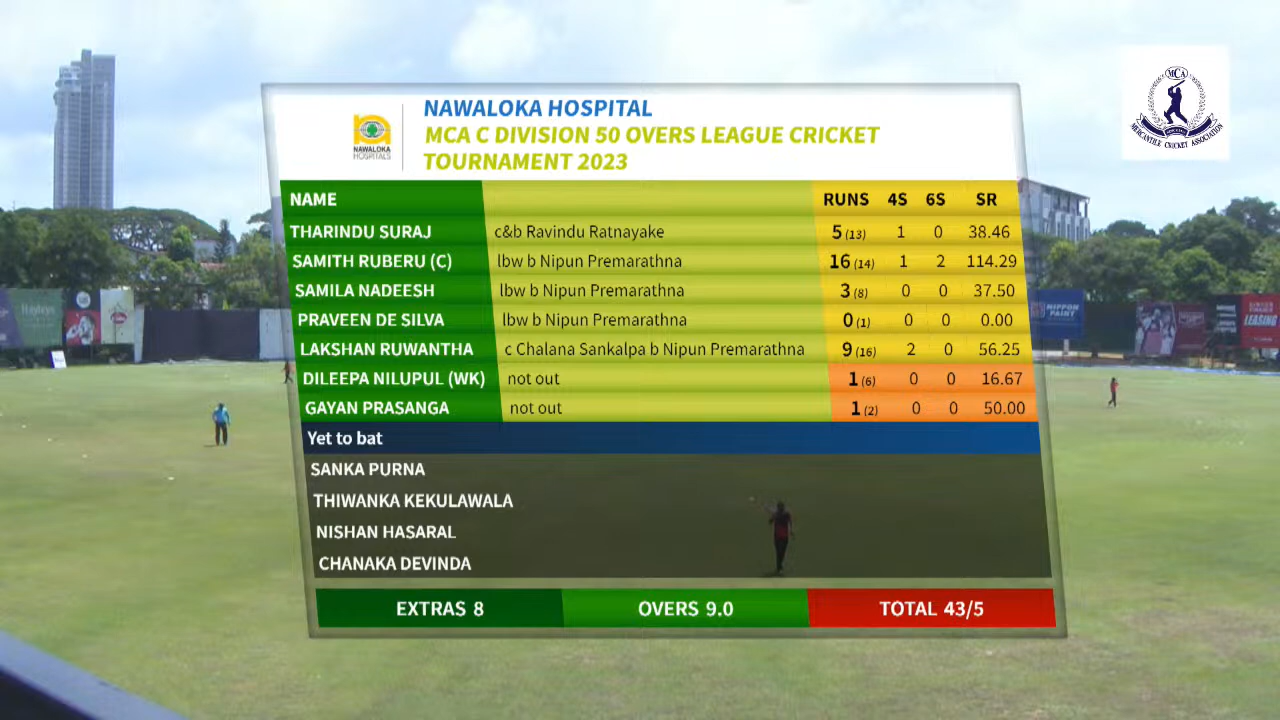 NAWALOKA HOSPITAL
MCA C DIVISION 50 OVERS LEAGUE CRICKET
TOURNAMENT 2023
NAWALOKA
HOSPITALS
MCA
MERCANTILE CRICKET ASSOCIATION
NAME RUNS 4S 6S SR
THARINDU SURAJ c&b Ravindu Ratnayake 5 (13) 1 0 38.46
SAMITH RUBERU (C) lbw b Nipun Premarathna 16 (14) 1 2 114.29
SAMILA NADEESH lbw b Nipun Premarathna 3 (8) 0 0 37.50
PRAVEEN DE SILVA lbw b Nipun Premarathna 0 (1) 0 0 0.00
LAKSHAN RUWANTHA c Chalana Sankalpa b Nipun Premarathna 9 (16) 2 0 56.25
DILEEPA NILUPUL (WK) not out 1 (6) 0 0 16.67
GAYAN PRASANGA not out 1 (2) 0 0 50.00
Yet to bat
SANKA PURNA
THIWANKA KEKULAWALA
NISHAN HASARAL
CHANAKA DEVINDA
EXTRAS 8 OVERS 9.0 TOTAL 43/5
Hayleys
NIPPON
PAINT
LEASING